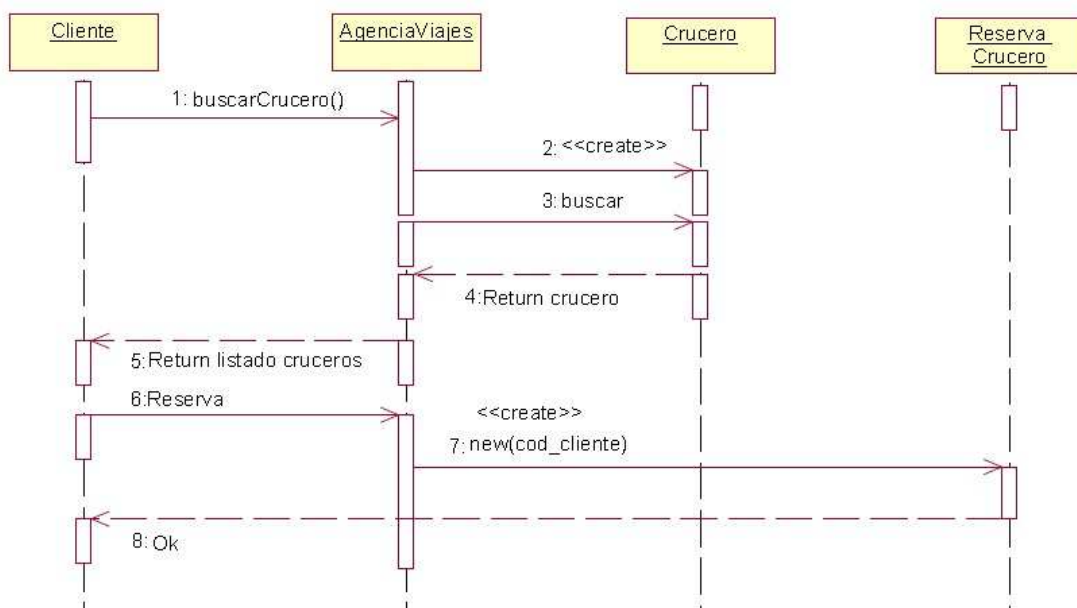 Cliente
AgenciaViajes
Crucero
Reserva
Crucero
1: buscarCrucero()
2: <<create>>
3: buscar
4: Return crucero
5: Return listado cruceros
6: Reserva
<<create>>
7: new(cod_cliente)
8: Ok